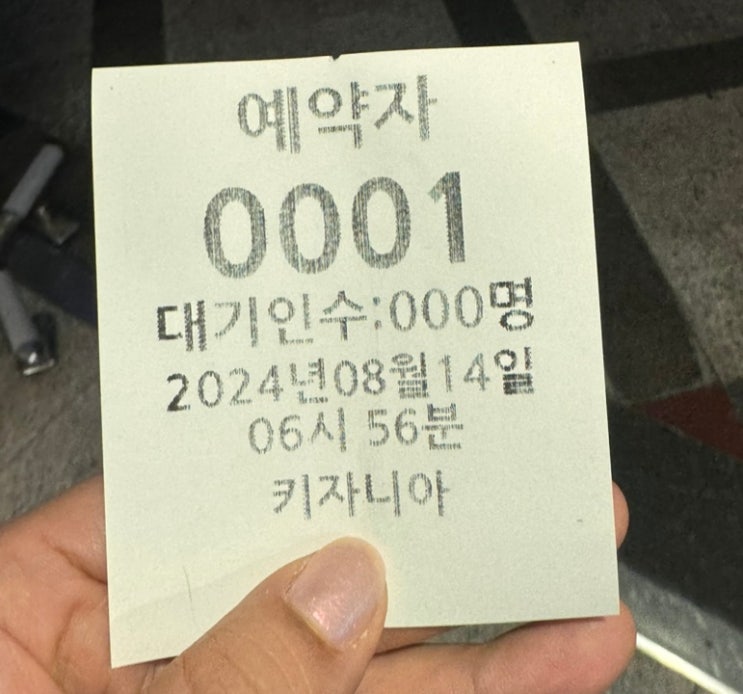 예약자
0001
대기인수:000명
2024년08월14일
06시 56분
키자니아